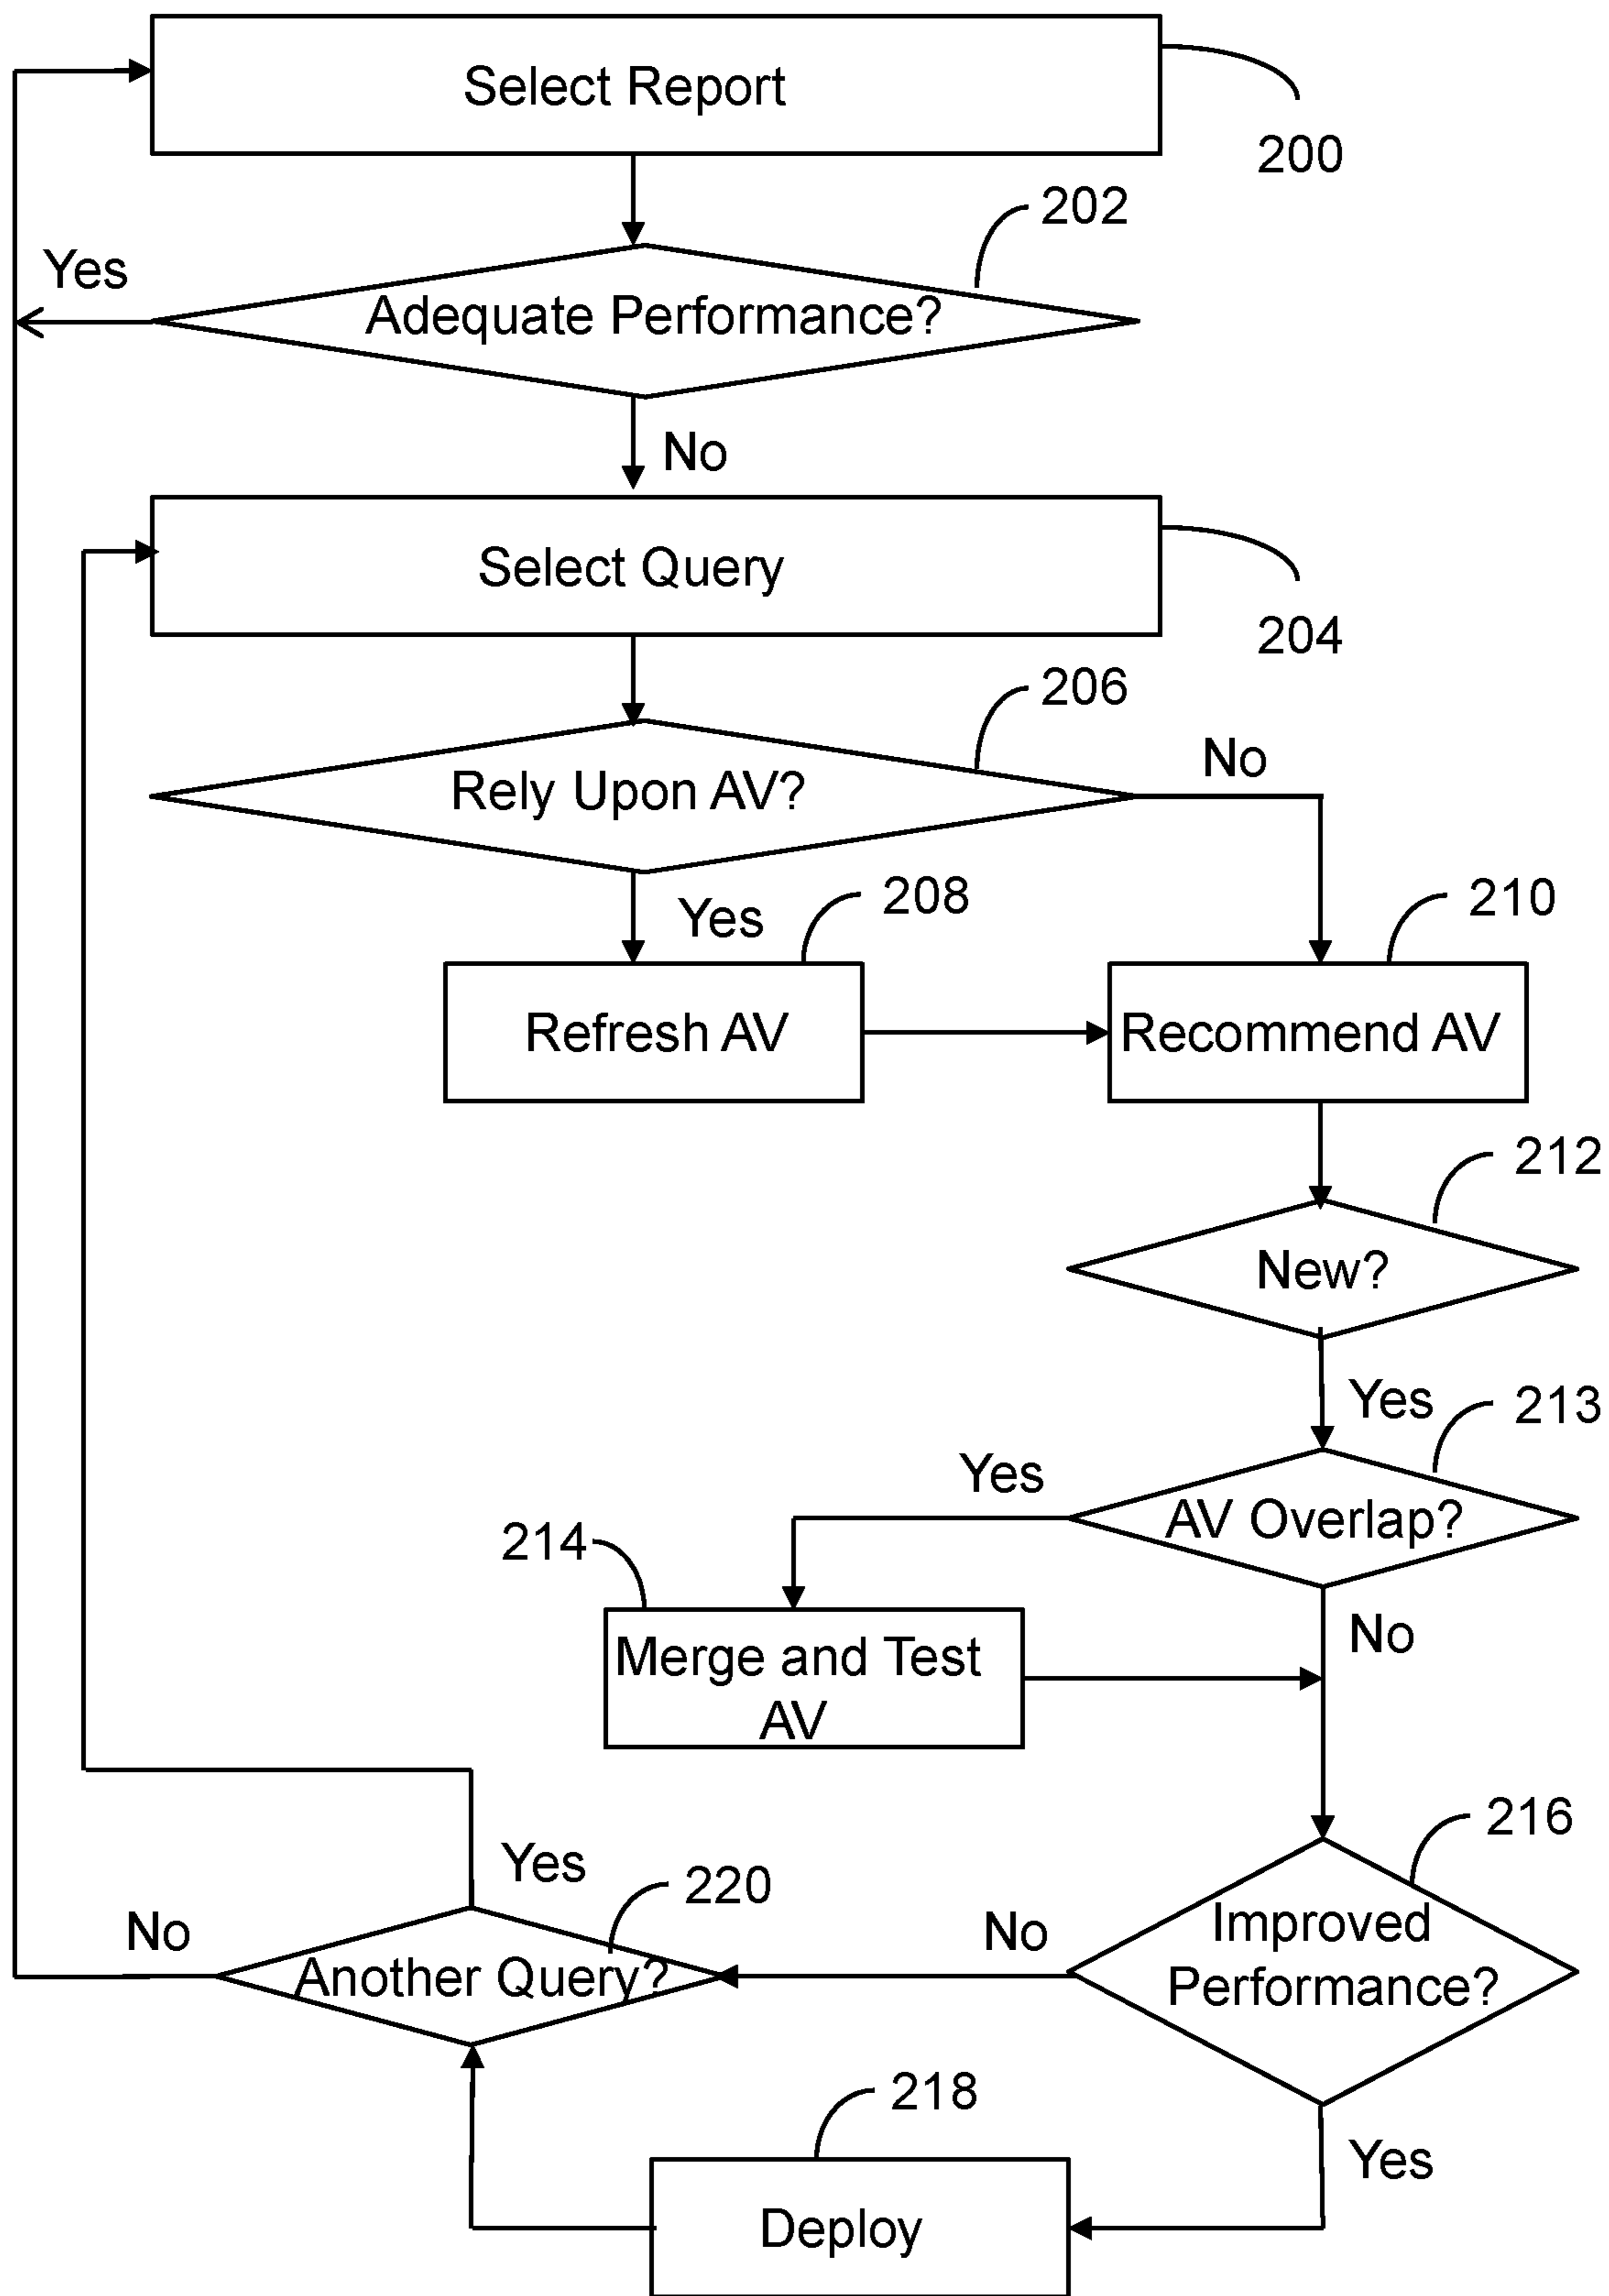 Select Report
200
202
Yes
Adequate Performance?
No
Select Query
204
206
No
Rely Upon AV?
208
210
Yes
Refresh AV
Recommend AV
212
New?
Yes
213
Yes
AV Overlap?
214
No
Merge and Test
AV
216
Yes
220
No
No
Improved
Performance?
Another Query?
218
Yes
Deploy